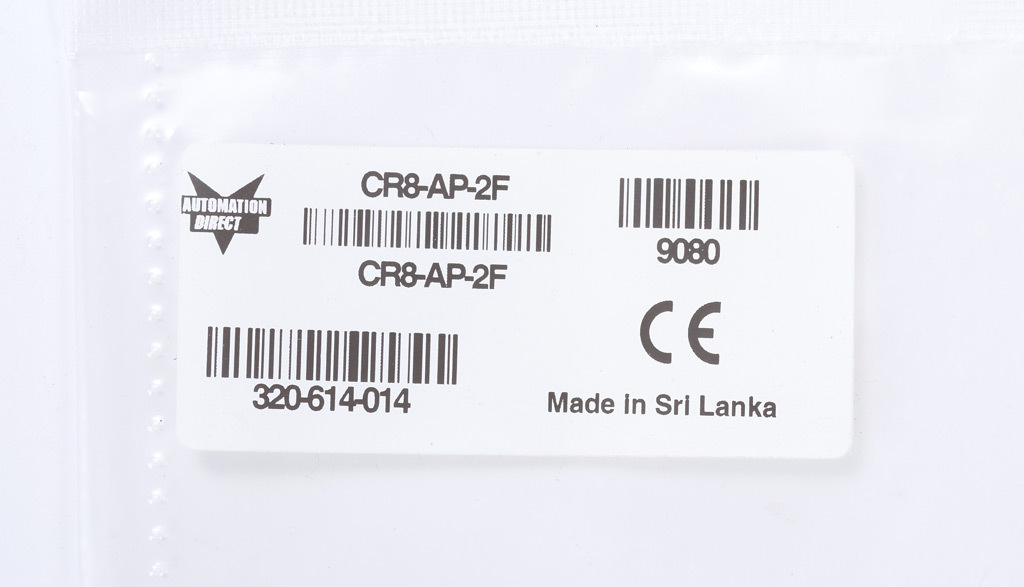 AUTOMATION
DIRECT
CR8-AP-2F
CR8-AP-2F
9080
CE
320-614-014
Made in Sri Lanka